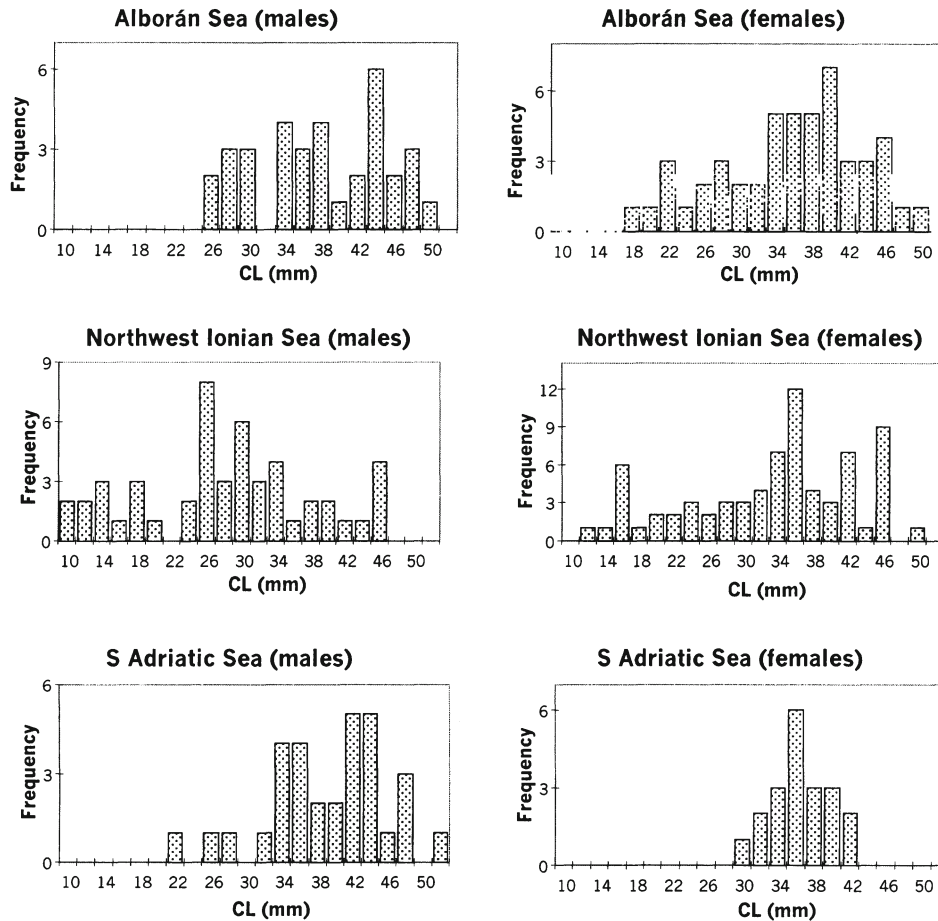 Alborán Sea (males)
Frequency
6
3
0
10 14 18 22 26 30 34 38 42 46 50
CL (mm)
Alborán Sea (females)
Frequency
6
3
0
10 14 18 22 26 30 34 38 42 46 50
CL (mm)
Northwest Ionian Sea (males)
Frequency
9
6
3
0
10 14 18 22 26 30 34 38 42 46 50
CL (mm)
Northwest Ionian Sea (females)
Frequency
12
9
6
3
0
10 14 18 22 26 30 34 38 42 46 50
CL (mm)
S Adriatic Sea (males)
Frequency
6
3
0
10 14 18 22 26 30 34 38 42 46 50
CL (mm)
S Adriatic Sea (females)
Frequency
6
3
0
10 14 18 22 26 30 34 38 42 46 50
CL (mm)